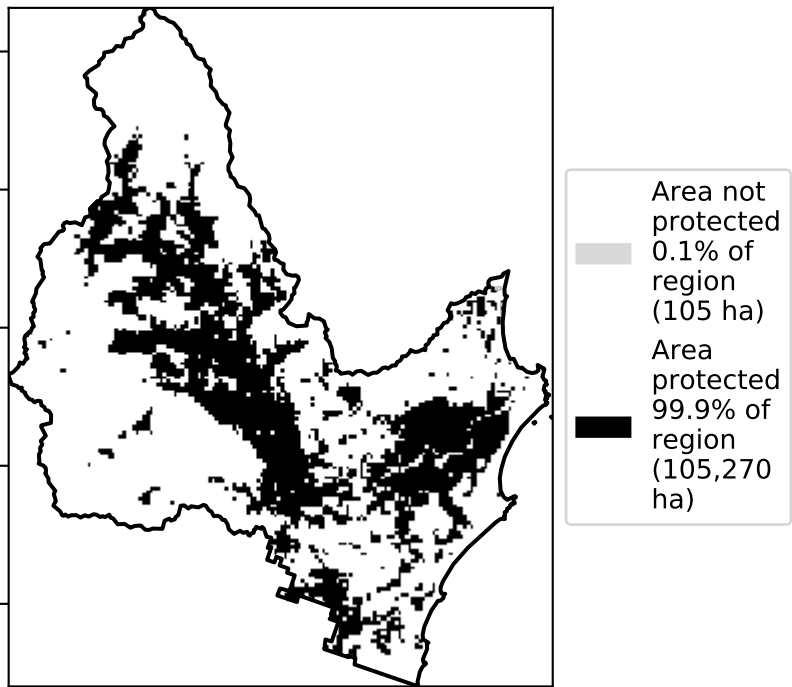 Area not
protected
0.1% of
region
(105 ha)
Area
protected
99.9% of
region
(105,270
ha)